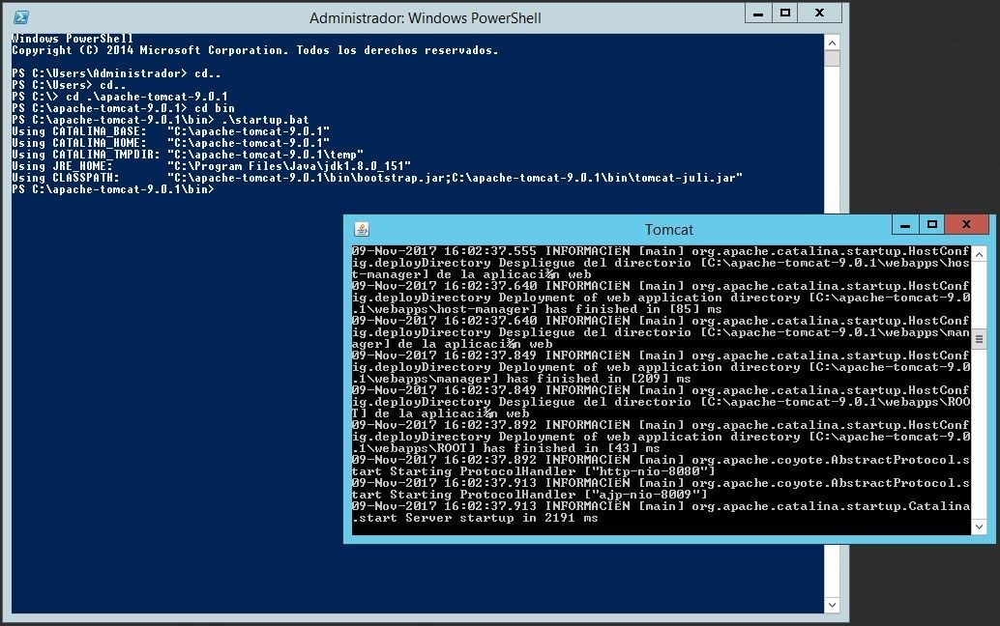 Administrador: Windows PowerShell
Windows PowerShell
Copyright (C) 2014 Microsoft Corporation. Todos los derechos reservados.
PS C:\Users\Administrador> cd..
PS C:\Users> cd..
PS C:\> cd .\apache-tomcat-9.0.1
PS C:\apache-tomcat-9.0.1> cd bin
PS C:\apache-tomcat-9.0.1\bin> .\startup.bat
Using CATALINA_BASE:   "C:\apache-tomcat-9.0.1"
Using CATALINA_HOME:   "C:\apache-tomcat-9.0.1"
Using CATALINA_TMPDIR: "C:\apache-tomcat-9.0.1\temp"
Using JRE_HOME:        "C:\Program Files\Java\jdk1.8.0_151"
Using CLASSPATH:       "C:\apache-tomcat-9.0.1\bin\bootstrap.jar;C:\apache-tomcat-9.0.1\bin\tomcat-juli.jar"
PS C:\apache-tomcat-9.0.1\bin>
Tomcat
09-Nov-2017 16:02:37.555 INFORMACIËN [main] org.apache.catalina.startup.HostConf
ig.deployDirectory Despliegue del directorio [C:\apache-tomcat-9.0.1\webapps\hos
t-manager] de la aplicaci¾n web
09-Nov-2017 16:02:37.640 INFORMACIËN [main] org.apache.catalina.startup.HostConf
ig.deployDirectory Deployment of web application directory [C:\apache-tomcat-9.0
.1\webapps\host-manager] has finished in [85] ms
09-Nov-2017 16:02:37.640 INFORMACIËN [main] org.apache.catalina.startup.HostConf
ig.deployDirectory Despliegue del directorio [C:\apache-tomcat-9.0.1\webapps\man
ager] de la aplicaci¾n web
09-Nov-2017 16:02:37.849 INFORMACIËN [main] org.apache.catalina.startup.HostConf
ig.deployDirectory Deployment of web application directory [C:\apache-tomcat-9.0
.1\webapps\manager] has finished in [209] ms
09-Nov-2017 16:02:37.849 INFORMACIËN [main] org.apache.catalina.startup.HostConf
ig.deployDirectory Despliegue del directorio [C:\apache-tomcat-9.0.1\webapps\ROO
T] de la aplicaci¾n web
09-Nov-2017 16:02:37.892 INFORMACIËN [main] org.apache.catalina.startup.HostConf
ig.deployDirectory Deployment of web application directory [C:\apache-tomcat-9.0
.1\webapps\ROOT] has finished in [43] ms
09-Nov-2017 16:02:37.892 INFORMACIËN [main] org.apache.coyote.AbstractProtocol.s
tart Starting ProtocolHandler ["http-nio-8080"]
09-Nov-2017 16:02:37.913 INFORMACIËN [main] org.apache.coyote.AbstractProtocol.s
tart Starting ProtocolHandler ["ajp-nio-8009"]
09-Nov-2017 16:02:37.913 INFORMACIËN [main] org.apache.catalina.startup.Catalina
.start Server startup in 2191 ms